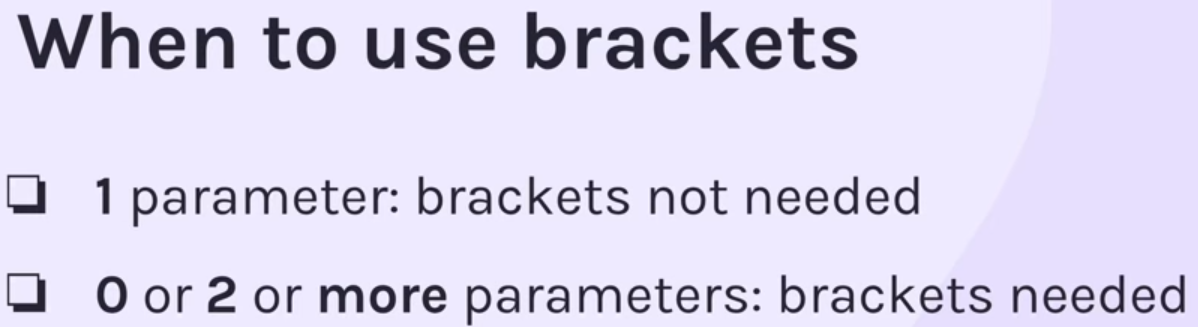 When to use brackets
1 parameter: brackets not needed
0 or 2 or more parameters: brackets needed